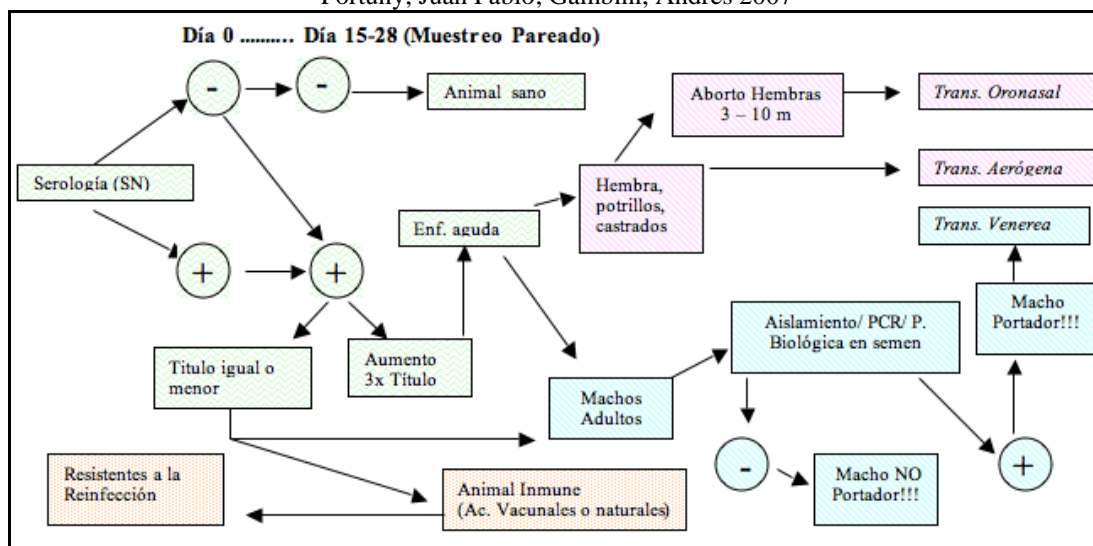 Fortuny, Juan Pablo; Gambini, Andrés 2007
Día 0 .......... Día 15-28 (Muestreo Pareado)
-
-
Animal sano
Aborto Hembras
3 – 10 m
Trans. Oronasal
Serología (SN)
Hembra,
potrillos,
castrados
Trans. Aerógena
Enf. aguda
Trans. Venerea
+
+
Macho
Portador!!!
Aislamiento/ PCR/ P.
Biológica en semen
Titulo igual o
menor
Aumento
3x Título
Machos
Adultos
-
Macho NO
Portador!!!
+
Resistentes a la
Reinfección
Animal Inmune
(Ac. Vacunales o naturales)